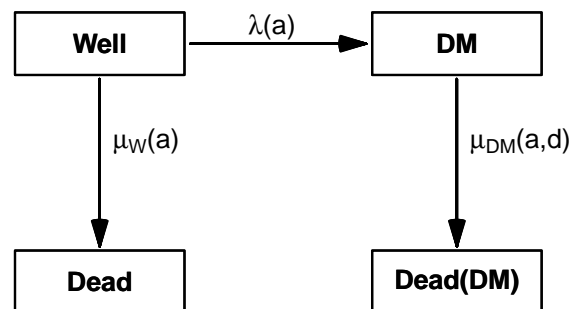 Well
λ(a)
DM
μW(a)
μDM(a,d)
Dead
Dead(DM)